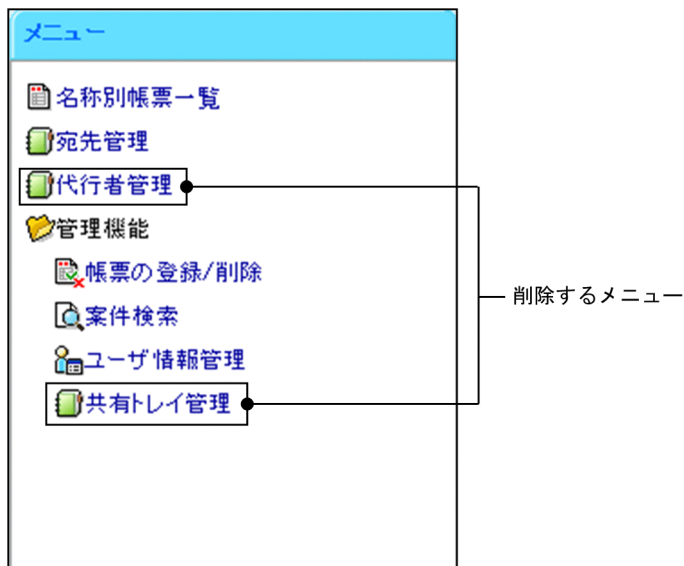 メニュー
名称別帳票一覧
宛先管理
代行者管理
管理機能
帳票の登録/削除
削除するメニュー
案件検索
ユーザ情報管理
共有トレイ管理